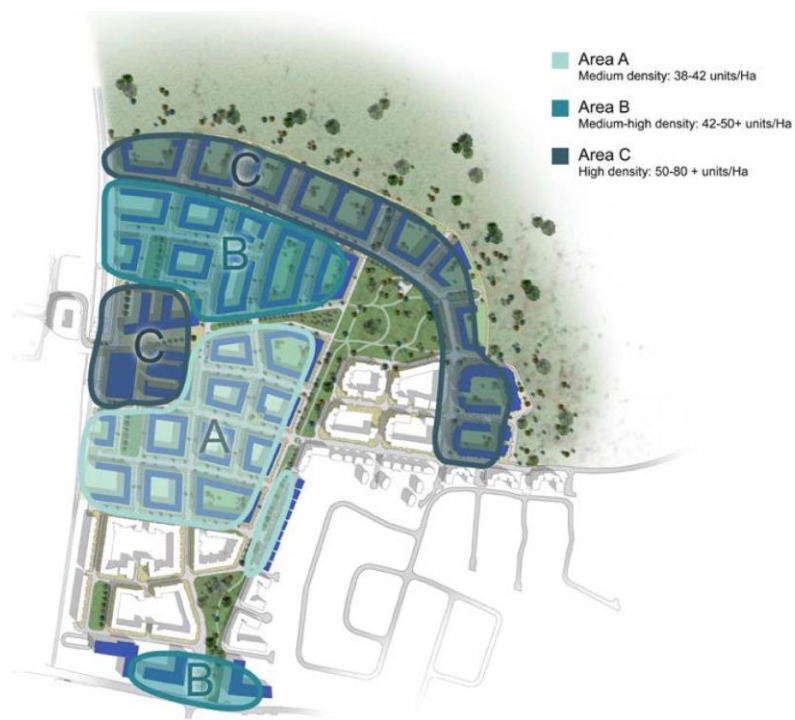 Area A
Medium density: 38-42 units/Ha
Area B
Medium-high density: 42-50+ units/Ha
Area C
High density: 50-80 + units/Ha
C
B
C
A
B